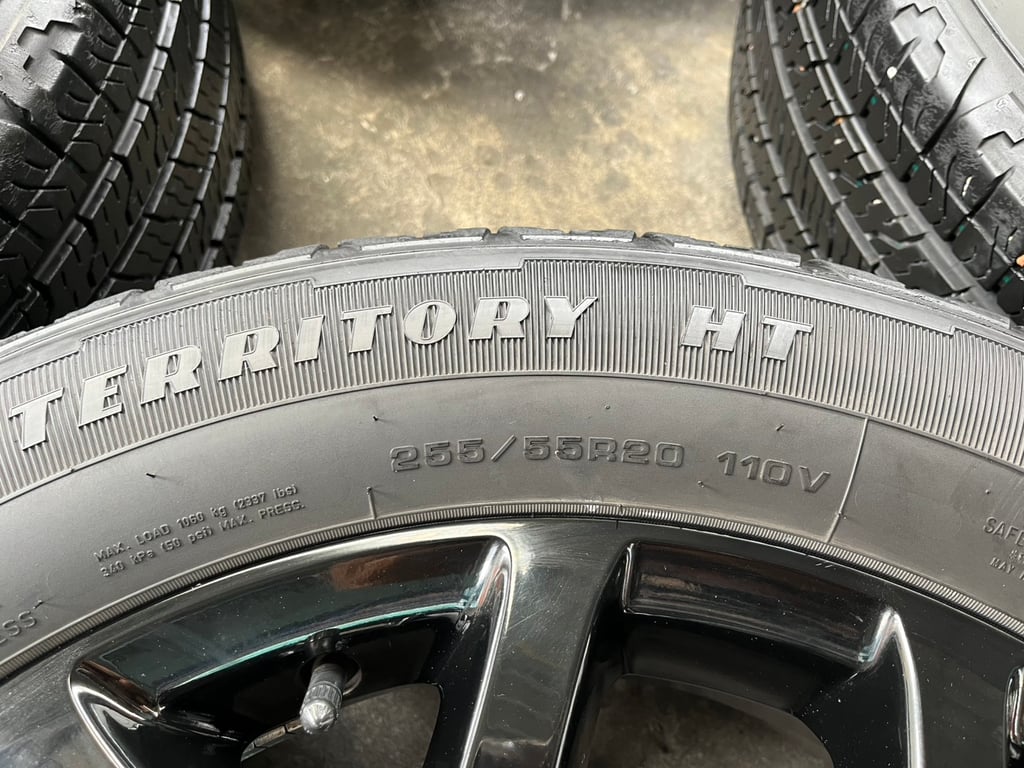 TERRITORY HT
255/55R20 110V
MAX. LOAD 1060 kg (2337 lbs)
340 kPa (50 psi) MAX. PRESS.